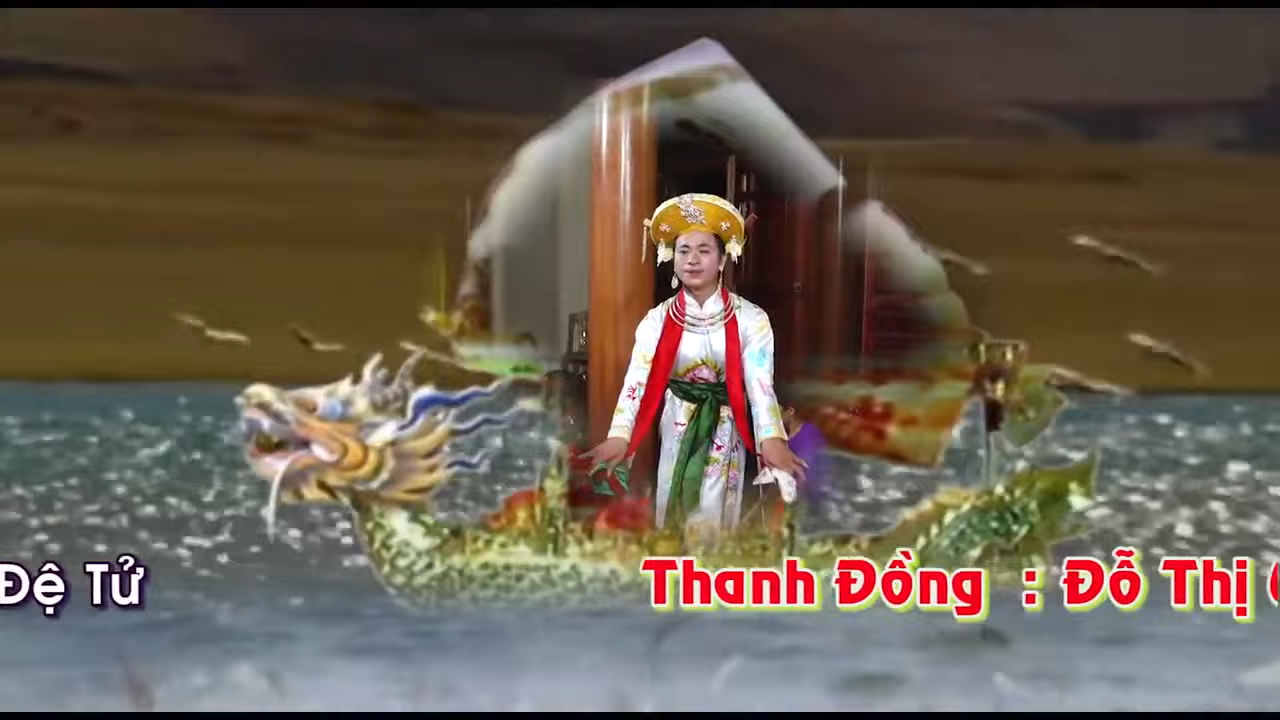 Đệ Tử
Thanh Đồng : Đỗ Thị